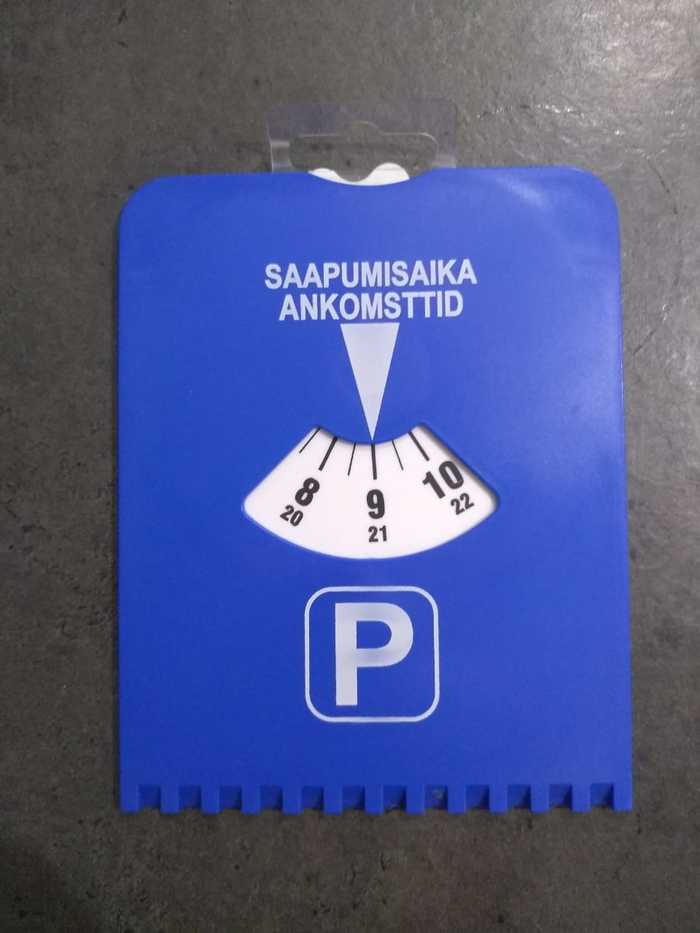 SAAPUMISAIKA
ANKOMSTTID
8 9 10
20 21 22
P